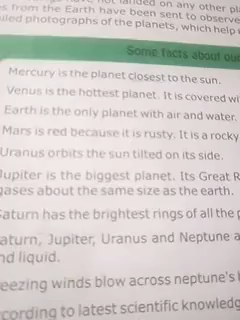 have not landed on any other pl
es from the Earth have been sent to observe
iled photographs of the planets, which help
Some facts about our
Mercury is the planet closest to the sun.
Venus is the hottest planet. It is covered wi
Earth is the only planet with air and water.
Mars is red because it is rusty. It is a rocky
Uranus orbits the sun tilted on its side.
Jupiter is the biggest planet. Its Great R
gases about the same size as the earth.
Saturn has the brightest rings of all the p
aturn, Jupiter, Uranus and Neptune a
nd liquid.
eezing winds blow across neptune's
cording to latest scientific knowledg